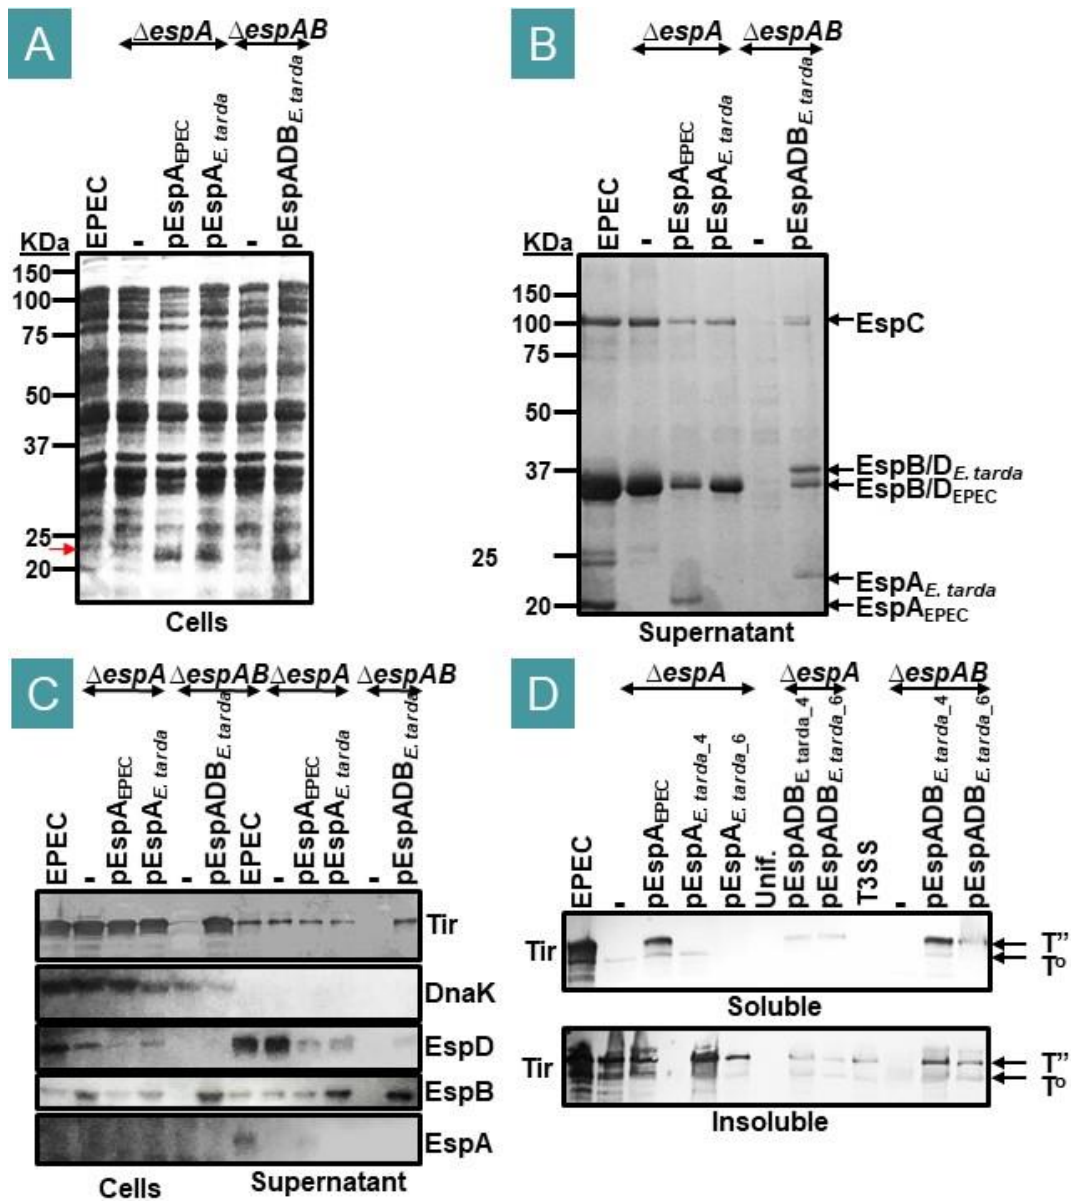 A
ΔespA
ΔespAB
EPEC
-
pEspAEPEC
pEspAE. tarda
-
pEspADBE. tarda
KDa
150
100
75
50
37
25
20
Cells
B
ΔespA
ΔespAB
EPEC
-
pEspAEPEC
pEspAE. tarda
-
pEspADBE. tarda
KDa
150
100
75
50
37
25
20
EspC
EspB/DE. tarda
EspB/DEPEC
EspAE. tarda
EspAEPEC
Supernatant
C
ΔespA ΔespAB ΔespA ΔespAB
EPEC
-
pEspAEPEC
pEspAE. tarda
-
pEspADBE. tarda
EPEC
-
pEspAEPEC
pEspAE. tarda
-
pEspADBE. tarda
Tir
DnaK
EspD
EspB
EspA
Cells
Supernatant
D
ΔespA
ΔespA
ΔespAB
EPEC
-
pEspAEPEC
pEspAE. tarda_4
pEspAE. tarda_6
Unif.
pEspADBE. tarda_4
pEspADBE. tarda_6
T3SS
-
pEspADBE. tarda_4
pEspADBE. tarda_6
Tir
T"
Tº
Soluble
Tir
T"
Tº
Insoluble